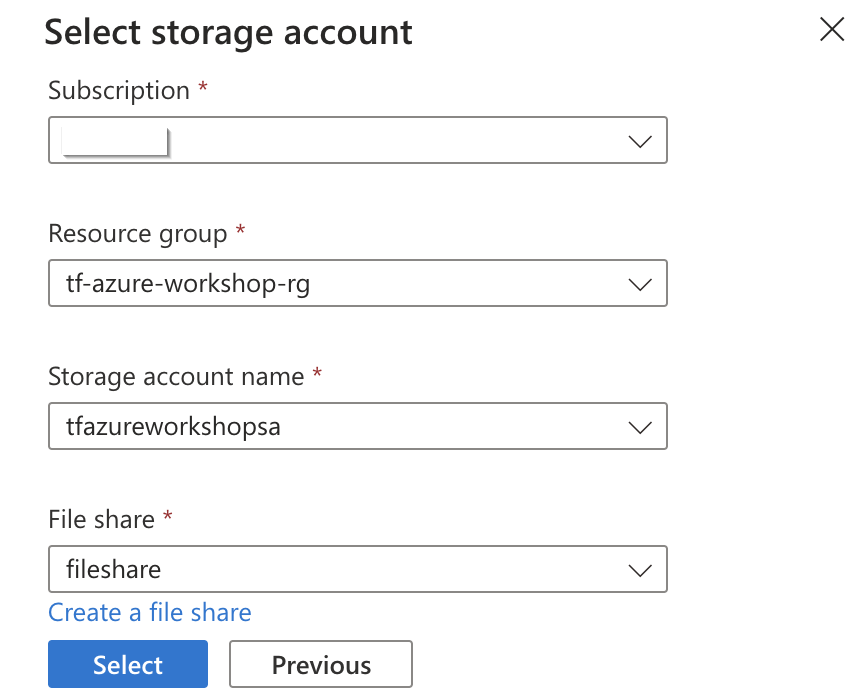 Select storage account
Subscription *
Resource group *
tf-azure-workshop-rg
Storage account name *
tfazureworkshopsa
File share *
fileshare
Create a file share
Select
Previous